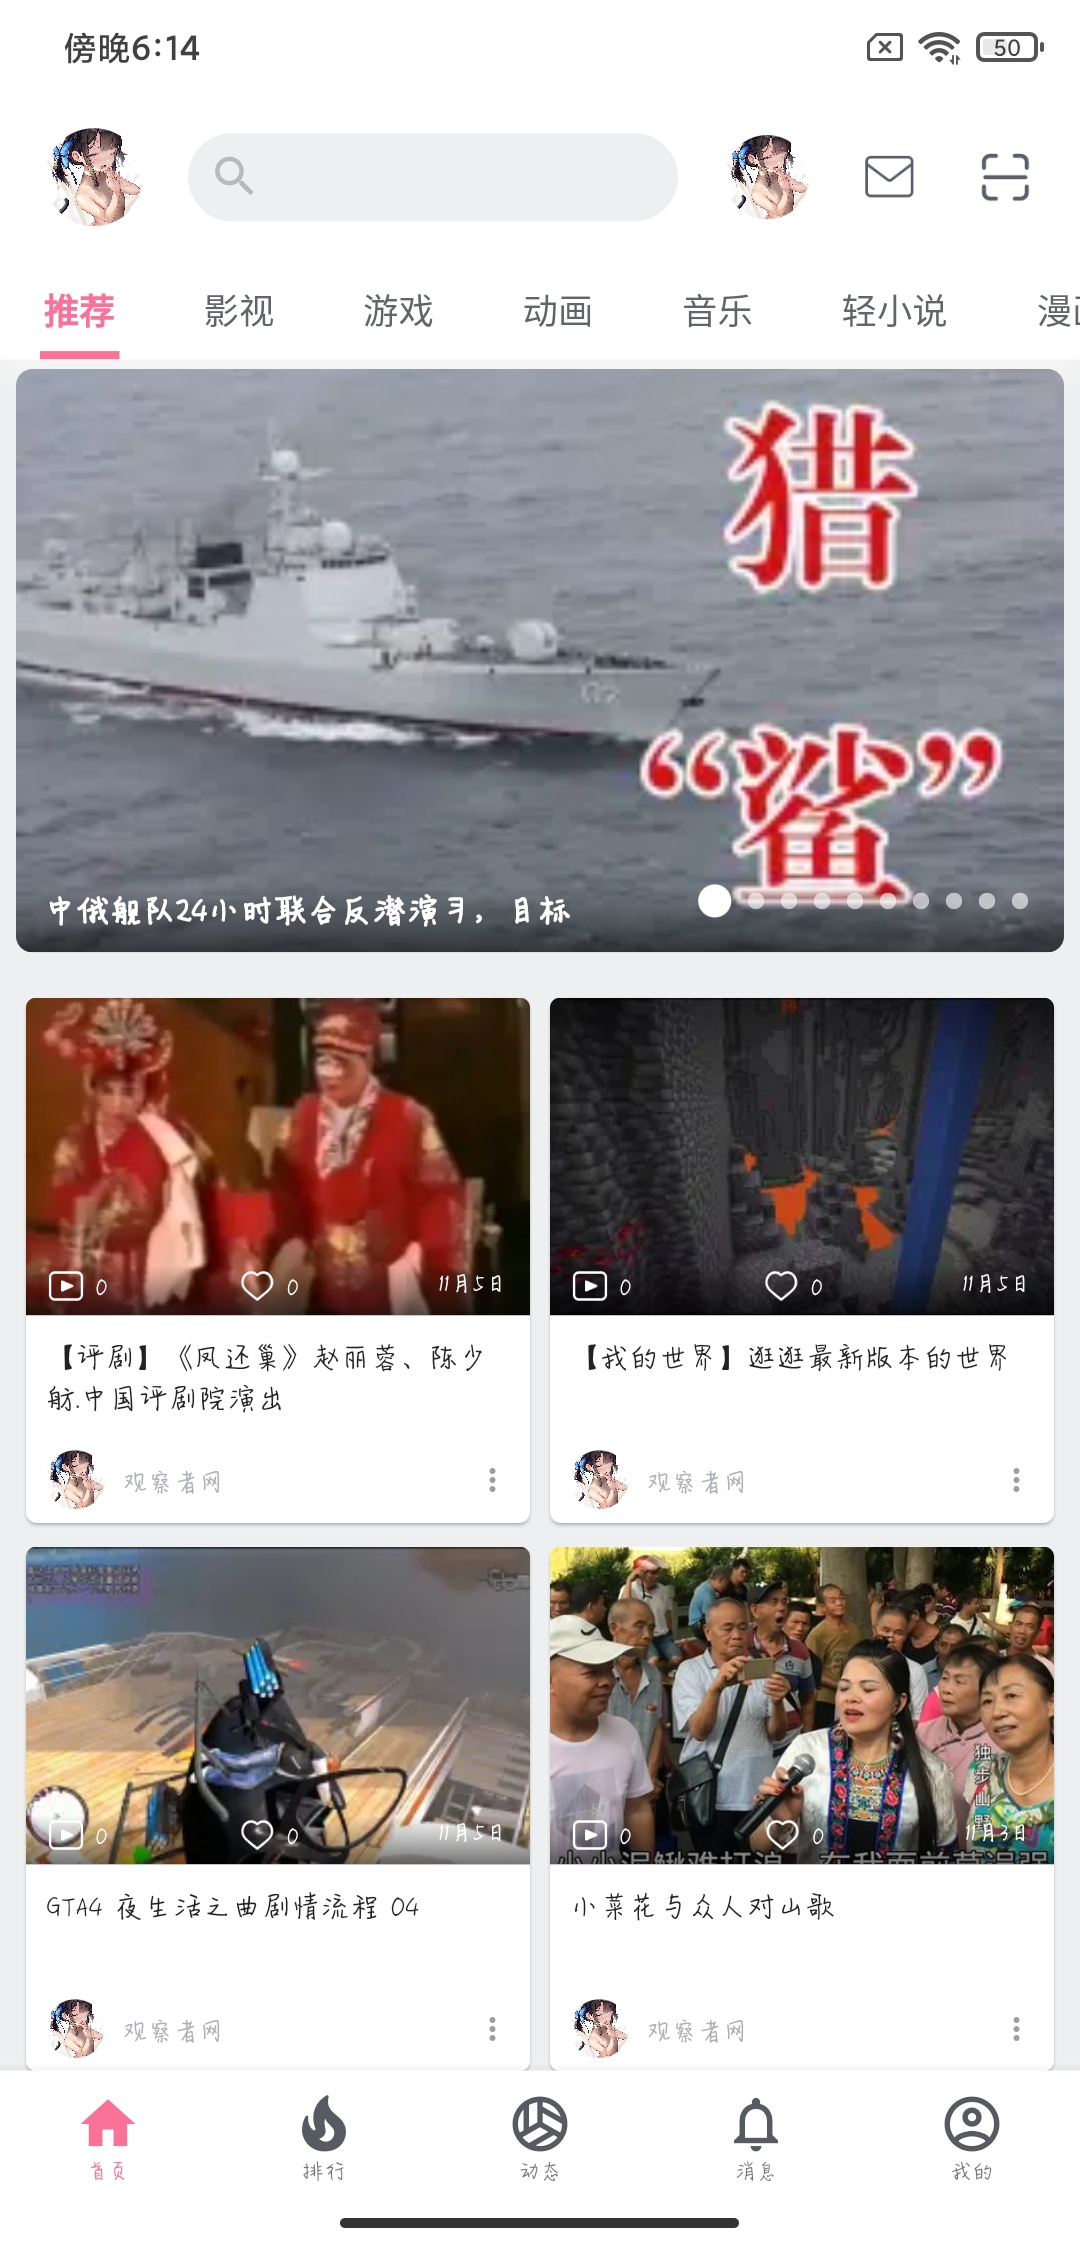 傍晚6:14
50
推荐 影视 游戏 动画 音乐 轻小说
猎
“鲨”
中俄舰队24小时联合反潜演习，目标
0 0 11月5日
0 0 11月5日
【评剧】《凤还巢》赵丽蓉、陈少
舫.中国评剧院演出
【我的世界】逛逛最新版本的世界
观察者网
观察者网
0 0 11月5日
独步山野
0 0 11月3日
GTA4 夜生活之曲剧情流程 04
小菜花与众人对山歌
观察者网
观察者网
首页 排行 动态 消息 我的